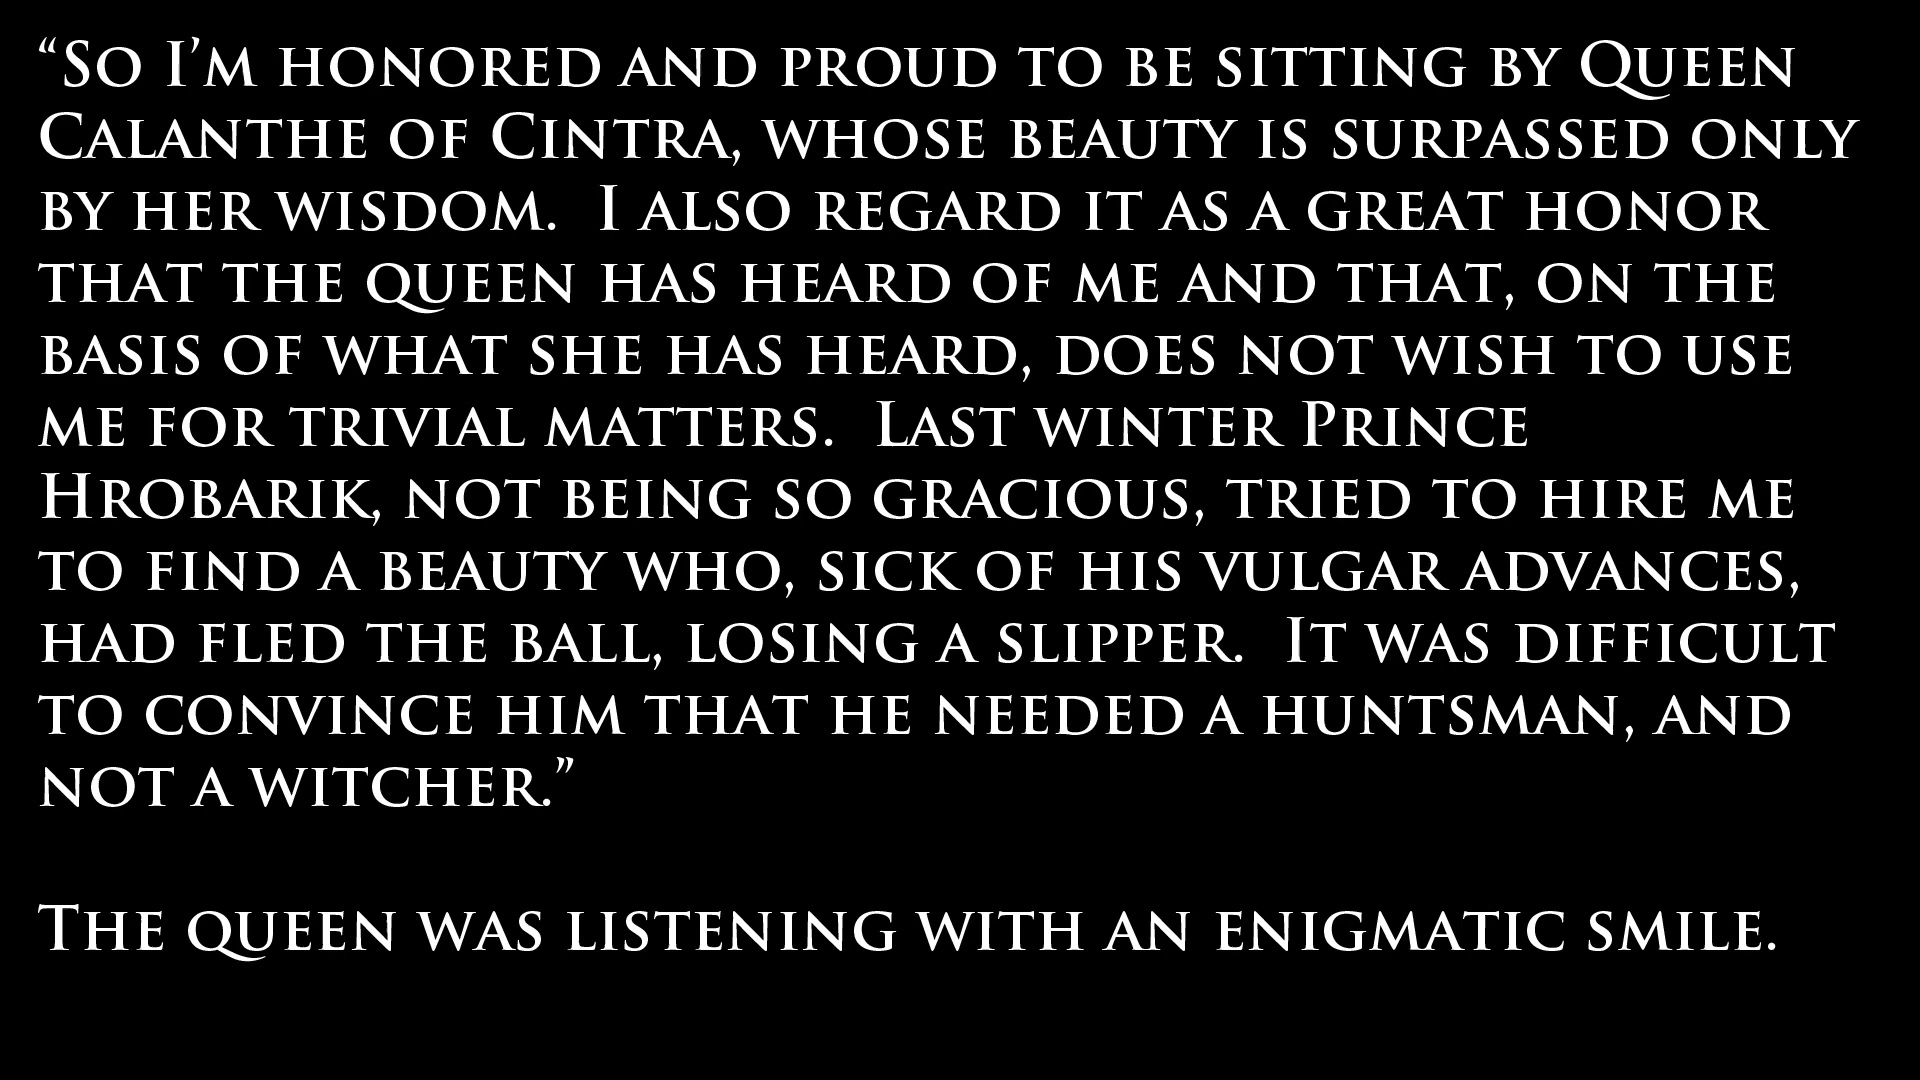 “So I’m honored and proud to be sitting by Queen
Calanthe of Cintra, whose beauty is surpassed only
by her wisdom.  I also regard it as a great honor
that the queen has heard of me and that, on the
basis of what she has heard, does not wish to use
me for trivial matters.  Last winter Prince
Hrobarik, not being so gracious, tried to hire me
to find a beauty who, sick of his vulgar advances,
had fled the ball, losing a slipper.  It was difficult
to convince him that he needed a huntsman, and
not a witcher.”
The queen was listening with an enigmatic smile.